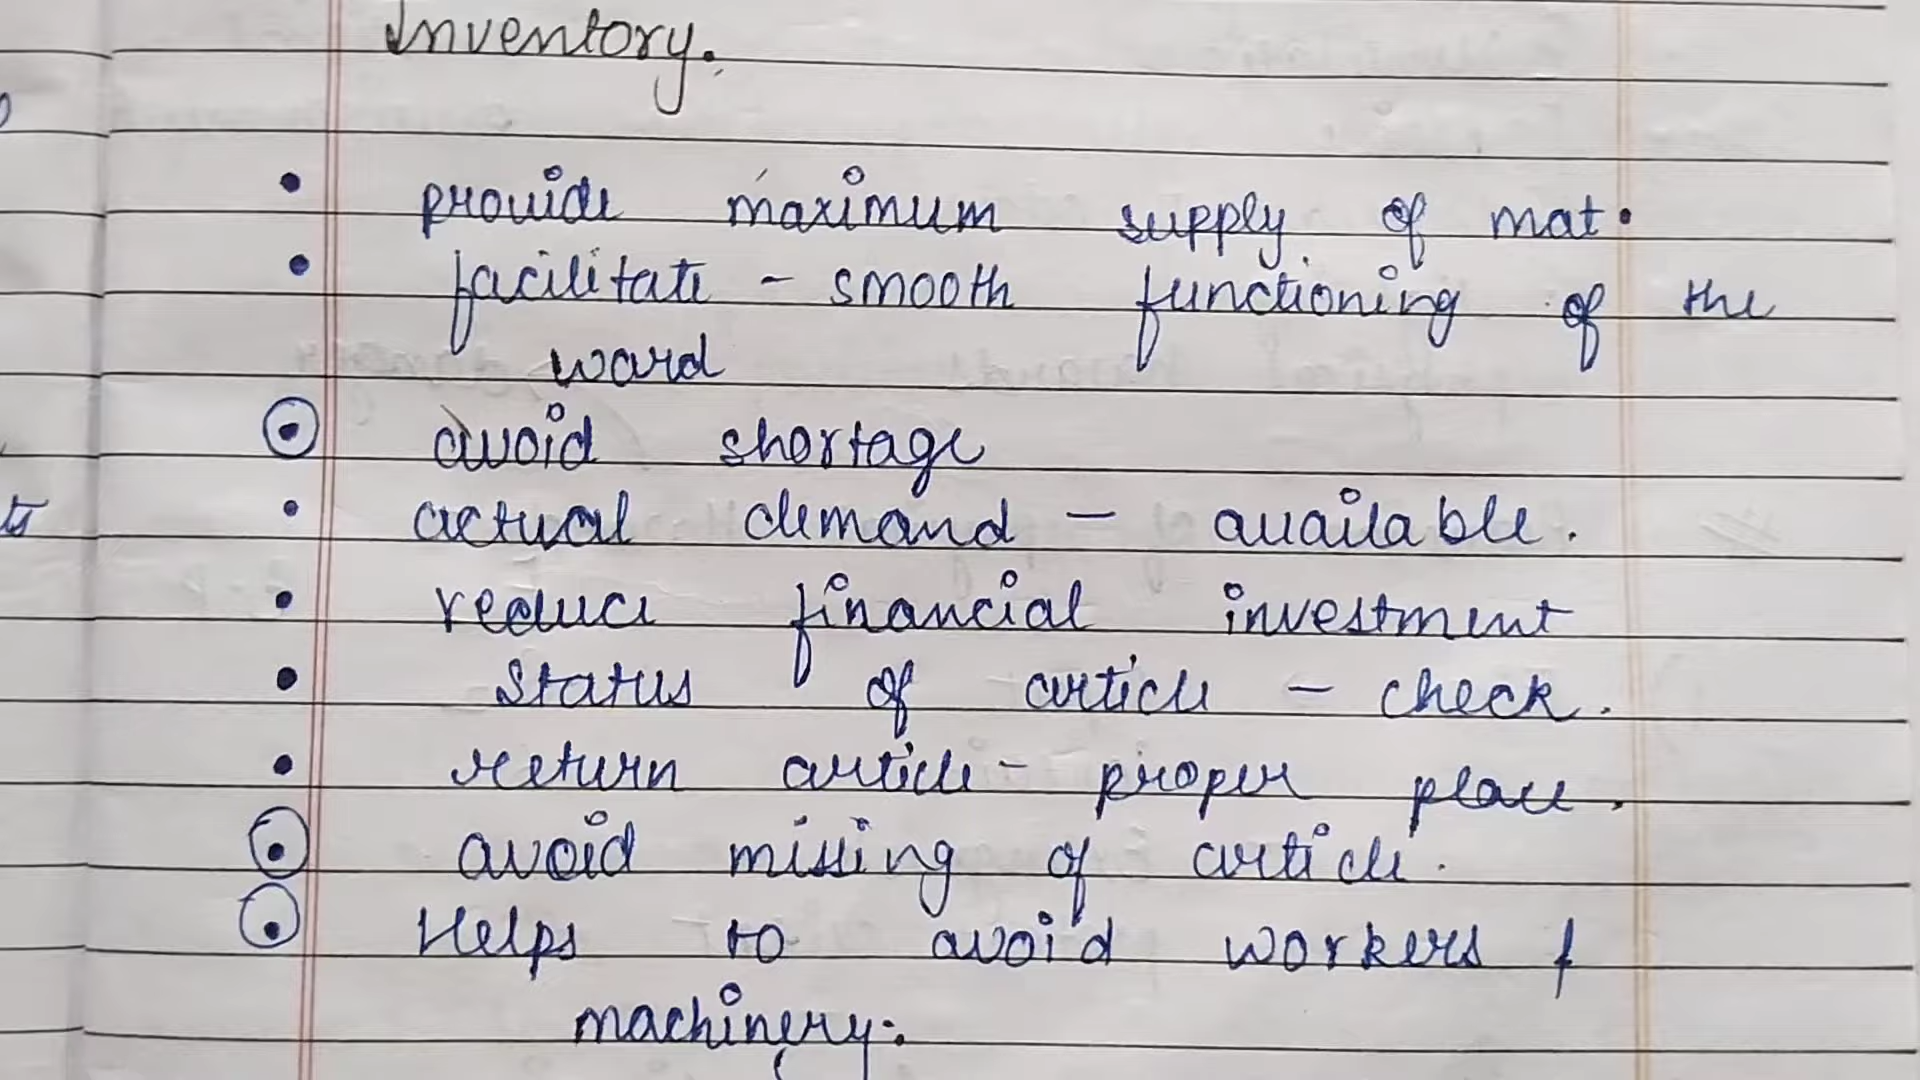 Inventory.
• provide maximum supply of mat.
• facilitate - smooth functioning of the
ward
• avoid shortage
• actual demand - available.
• reduce financial investment
• status of article - check.
• return article - proper place.
• avoid missing of article.
• Helps to avoid workers &
machinery.